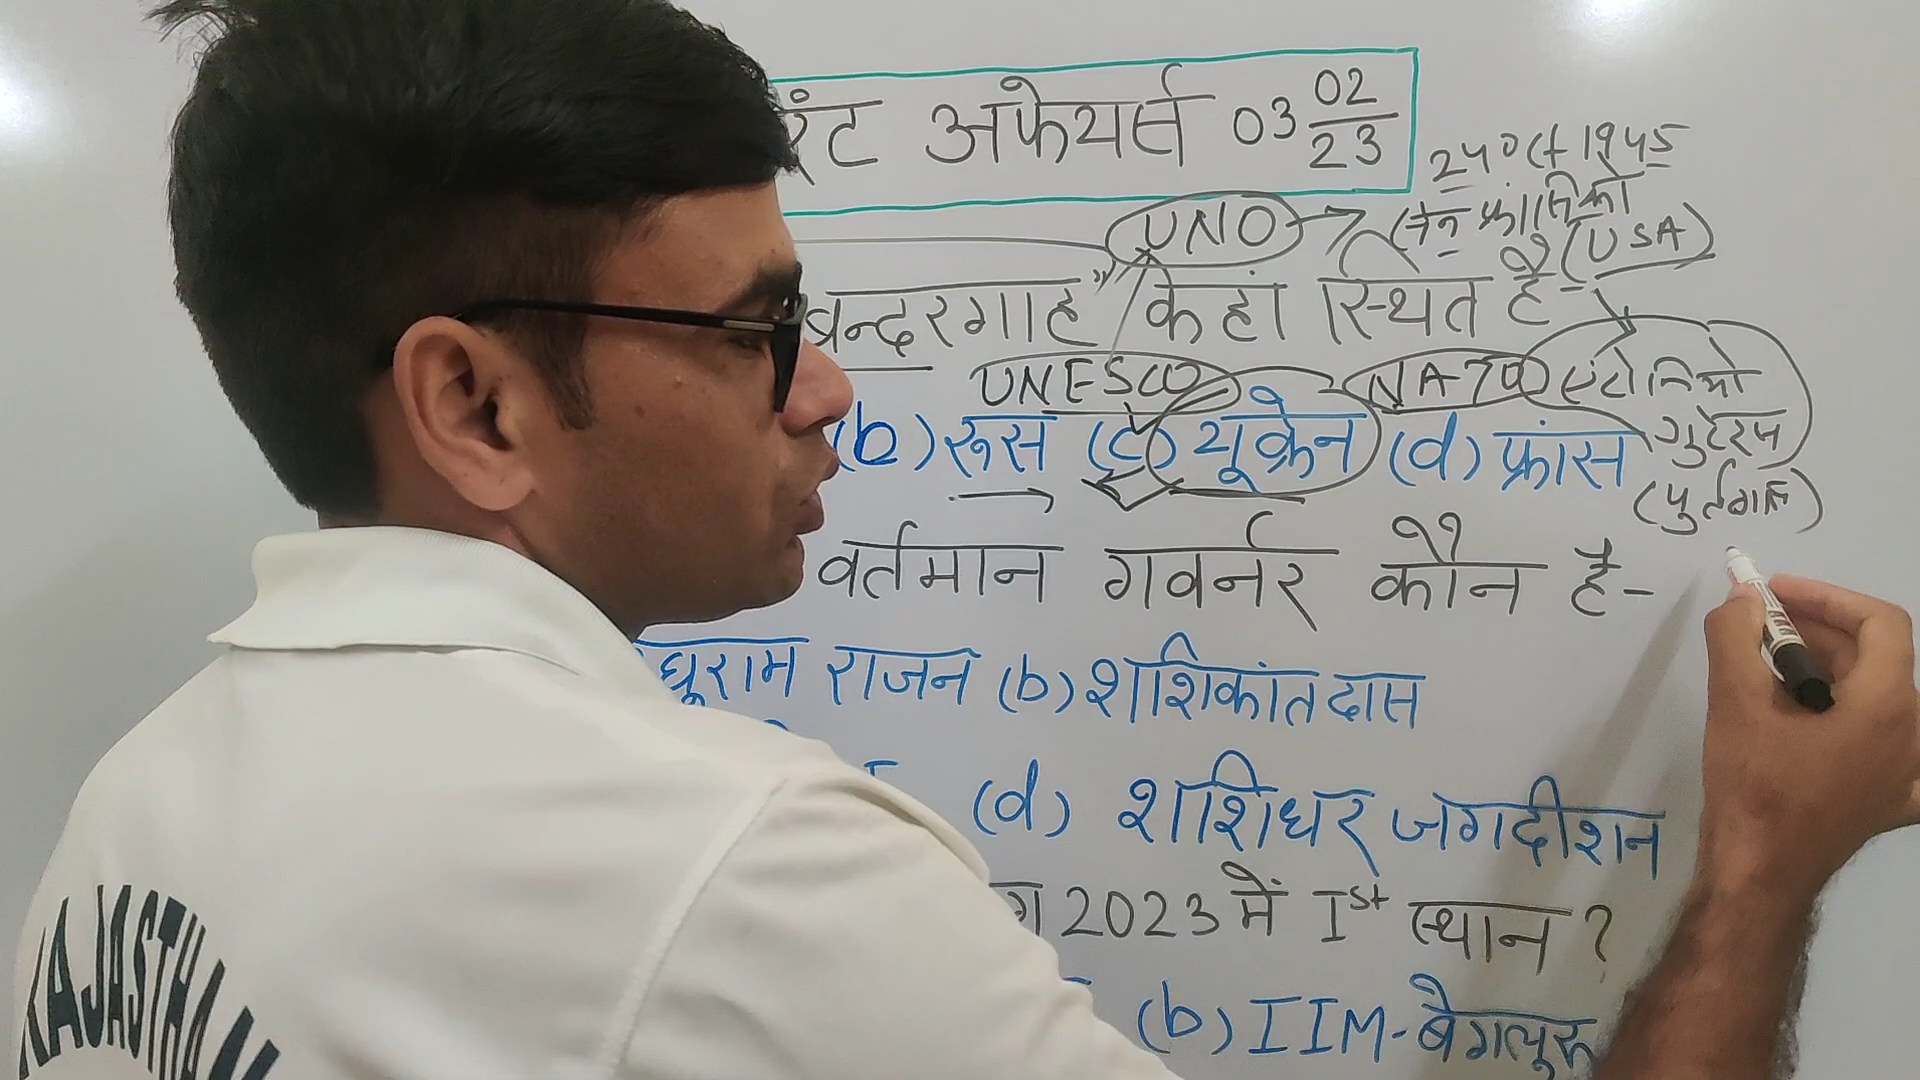 रंट अफेयर्स 03 02/23
24 Oct 1945
UNO → (सेन फ्रांसिको
(USA)
बन्दरगाह" कहां स्थित है-
UNESCO NATO एंटोनियो
गुटेरस
(b) रूस (c) यूक्रेन (d) फ्रांस
(पुर्तगाल)
वर्तमान गवर्नर कौन है-
घुराम राजन (b) शशिकांत दास
(d) शशिधर जगदीशन
ग 2023 में Ist स्थान ?
(b) IIM-बैगलूरू
RAJASTHAN